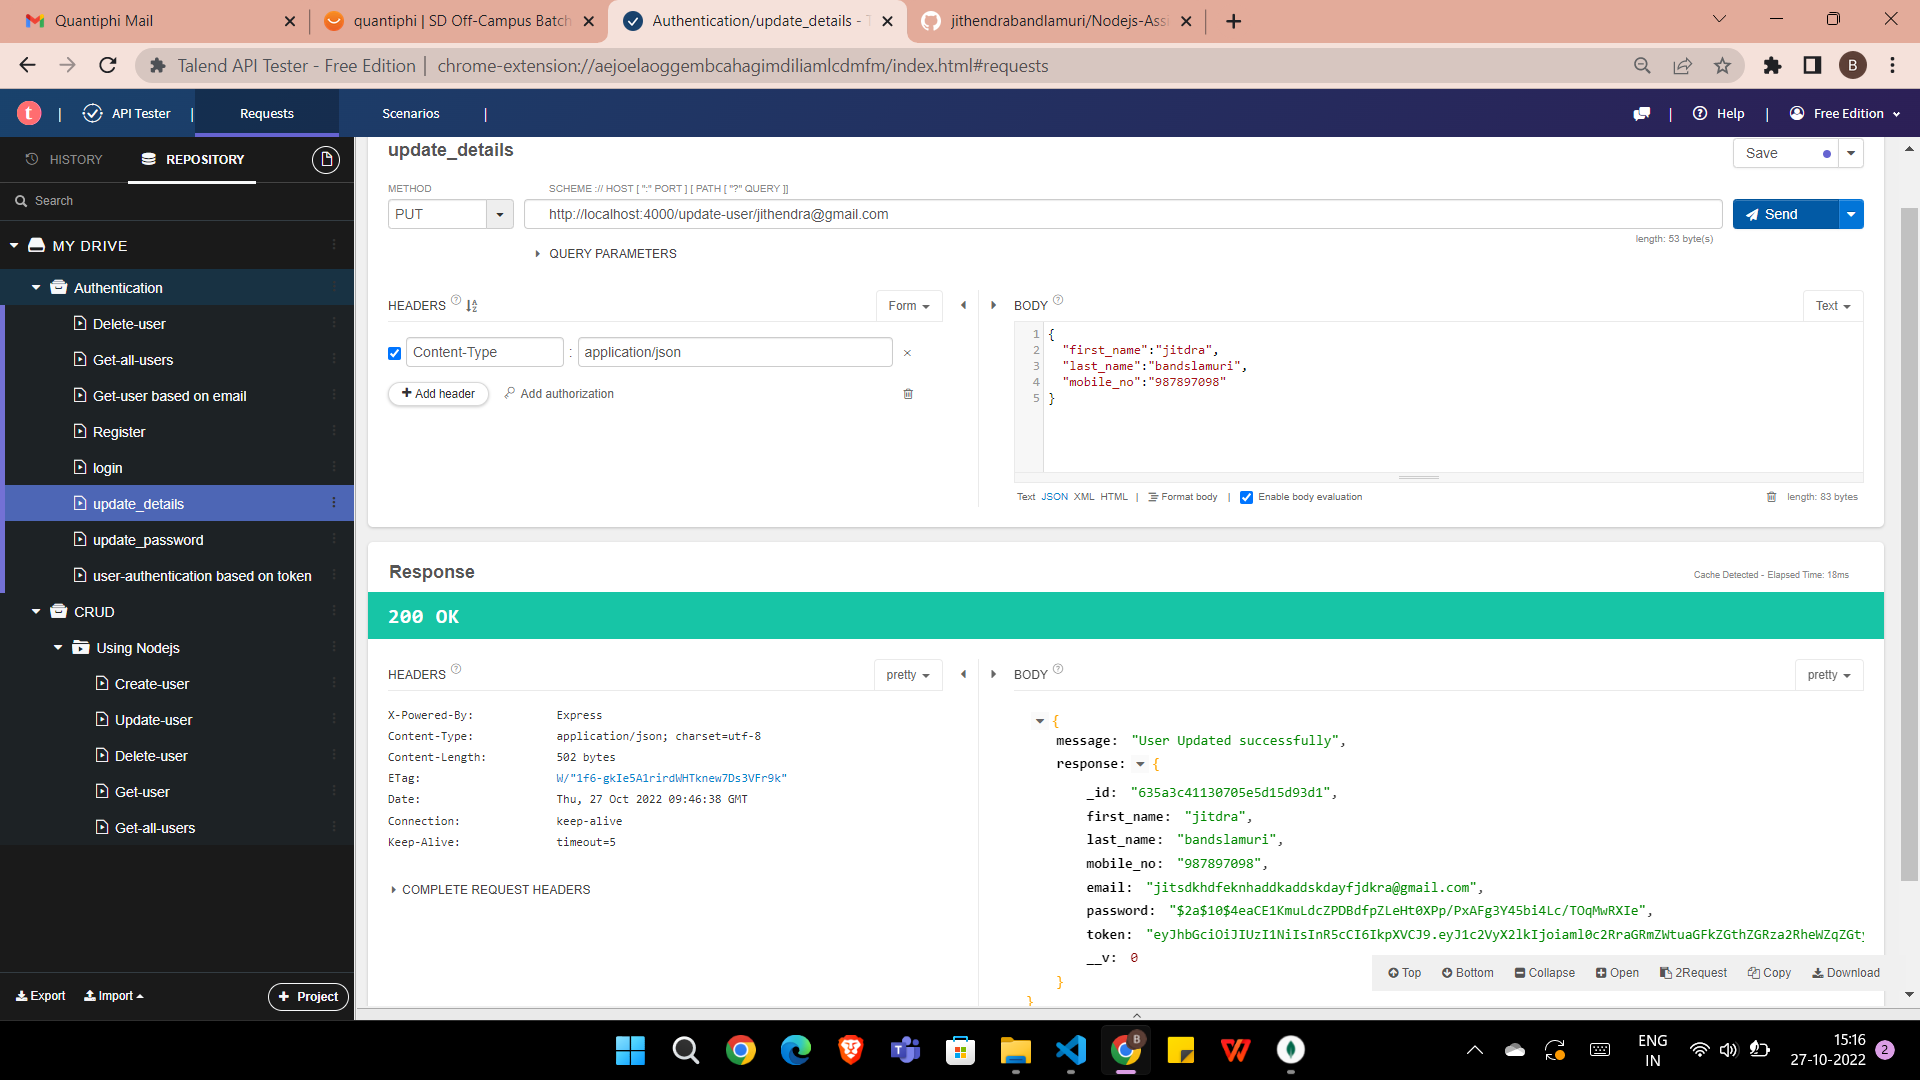 Quantiphi Mail
quantiphi | SD Off-Campus Batch
Authentication/update_details - T
jithendrabandlamuri/Nodejs-Assi
Talend API Tester - Free Edition | chrome-extension://aejoelaoggembcahagimdiliamlcdmfm/index.html#requests
B
t | API Tester | Requests Scenarios | | Help | Free Edition
HISTORY REPOSITORY
Search
MY DRIVE
Authentication
Delete-user
Get-all-users
Get-user based on email
Register
login
update_details
update_password
user-authentication based on token
CRUD
Using Nodejs
Create-user
Update-user
Delete-user
Get-user
Get-all-users
Export Import + Project
update_details
Save
METHOD SCHEME :// HOST [ ":" PORT ] [ PATH [ "?" QUERY ]]
PUT http://localhost:4000/update-user/jithendra@gmail.com Send
length: 53 byte(s)
QUERY PARAMETERS
HEADERS ? Form
Content-Type : application/json ×
+ Add header Add authorization
BODY ? Text
1 {
2 "first_name":"jitdra",
3 "last_name":"bandslamuri",
4 "mobile_no":"987897098"
5 }
Text JSON XML HTML | Format body | Enable body evaluation length: 83 bytes
Response
Cache Detected - Elapsed Time: 18ms
200 OK
HEADERS ? pretty
X-Powered-By: Express
Content-Type: application/json; charset=utf-8
Content-Length: 502 bytes
ETag: W/"1f6-gkIe5A1rirdWHTknew7Ds3VFr9k"
Date: Thu, 27 Oct 2022 09:46:38 GMT
Connection: keep-alive
Keep-Alive: timeout=5
COMPLETE REQUEST HEADERS
BODY ? pretty
{
message: "User Updated successfully",
response: {
_id: "635a3c41130705e5d15d93d1",
first_name: "jitdra",
last_name: "bandslamuri",
mobile_no: "987897098",
email: "jitsdkhdfeknhaddkaddskdayfjdkra@gmail.com",
password: "$2a$10$4eaCE1KmuLdcZPDBdfpZLeHt0XPp/PxAFg3Y45bi4Lc/TOqMwRXIe",
token: "eyJhbGciOiJIUzI1NiIsInR5cCI6IkpXVCJ9.eyJ1c2VyX2lkIjoiaml0c2RraGRmZWtuaGFkZGthZGRza2RheWZqZGty
__v: 0
}
}
Top Bottom Collapse Open 2Request Copy Download
B
ENG
IN
15:16
27-10-2022
2